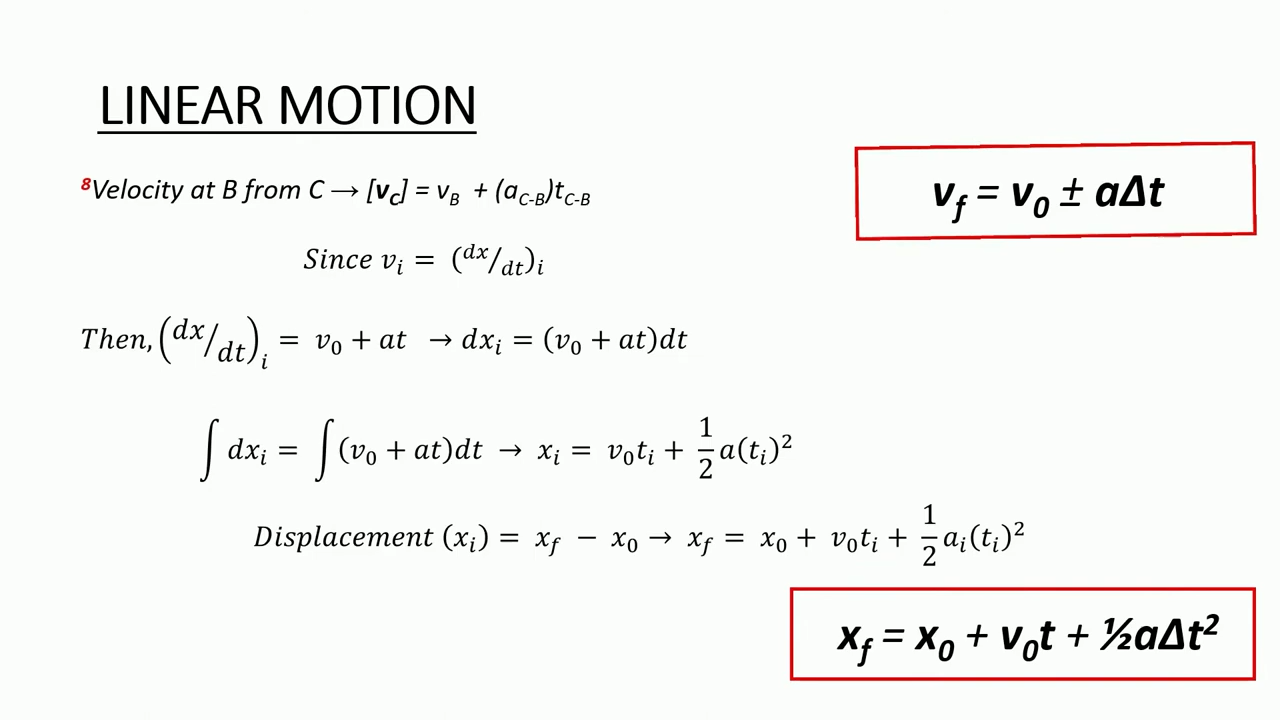 LINEAR MOTION
⁸Velocity at B from C → [v_C] = v_B + (a_C-B)t_C-B
v_f = v_0 ± aΔt
Since v_i = (dx/dt)_i
Then, (dx/dt)_i = v_0 + at → dx_i = (v_0 + at)dt
∫ dx_i = ∫(v_0 + at)dt → x_i = v_0t_i + 1/2 a(t_i)²
Displacement (x_i) = x_f − x_0 → x_f = x_0 + v_0t_i + 1/2 a_i(t_i)²
x_f = x_0 + v_0t + ½aΔt²